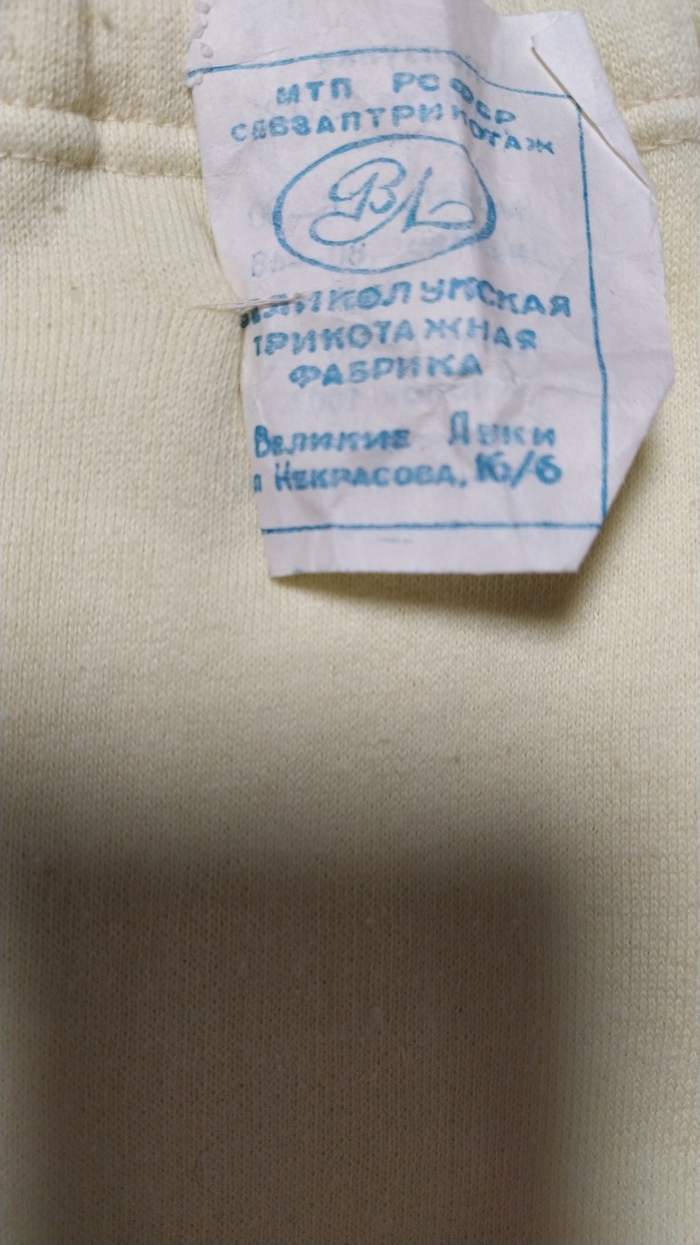 МТП РСФСР
СЕВЗАПТРИКОТАЖ
ВЛ
ВЕЛИКОЛУКСКАЯ
ТРИКОТАЖНАЯ
ФАБРИКА
Великие Луки
Некрасова, 16/6